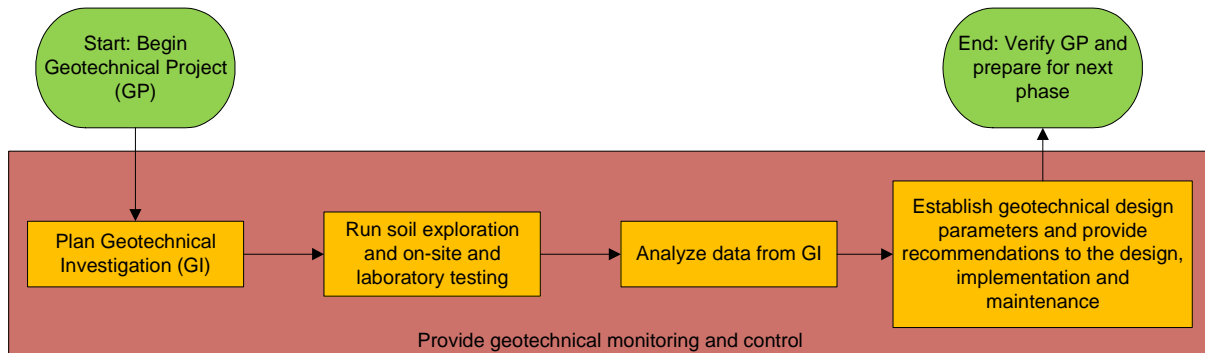 Start: Begin
Geotechnical Project
(GP)
End: Verify GP and
prepare for next
phase
Plan Geotechnical
Investigation (GI)
Run soil exploration
and on-site and
laboratory testing
Analyze data from GI
Establish geotechnical design
parameters and provide
recommendations to the design,
implementation and
maintenance
Provide geotechnical monitoring and control